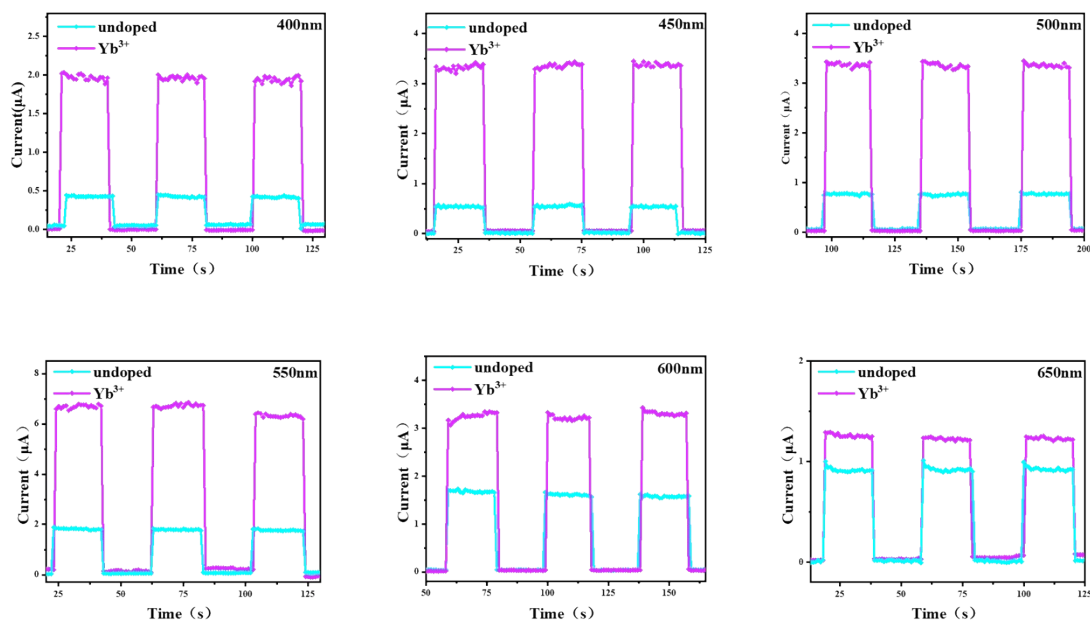 undoped
400nm
Yb³⁺
2.5
2.0
1.5
1.0
0.5
0.0
Current(μA)
25
50
75
100
125
Time（s）
undoped
450nm
Yb³⁺
4
3
2
1
0
Current（μA）
25
50
75
100
125
Time（s）
undoped
500nm
Yb³⁺
4
3
2
1
0
Current（μA）
100
125
150
175
200
Time（s）
undoped
550nm
Yb³⁺
8
6
4
2
0
Current（μA）
25
50
75
100
125
Time（s）
undoped
600nm
Yb³⁺
4
3
2
1
0
Current（μA）
50
75
100
125
150
175
Time（s）
undoped
650nm
Yb³⁺
2
1
0
Current（μA）
25
50
75
100
125
Time（s）